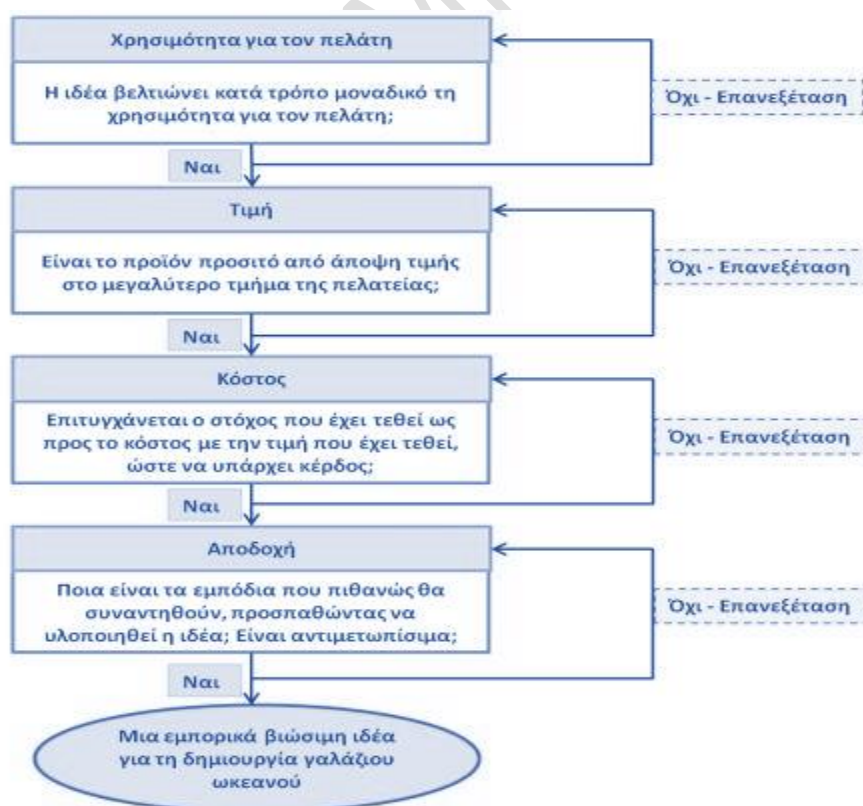 Χρησιμότητα για τον πελάτη
Η ιδέα βελτιώνει κατά τρόπο μοναδικό τη
χρησιμότητα για τον πελάτη;
Όχι - Επανεξέταση
Ναι
Τιμή
Είναι το προϊόν προσιτό από άποψη τιμής
στο μεγαλύτερο τμήμα της πελατείας;
Όχι - Επανεξέταση
Ναι
Κόστος
Επιτυγχάνεται ο στόχος που έχει τεθεί ως
προς το κόστος με την τιμή που έχει τεθεί,
ώστε να υπάρχει κέρδος;
Όχι - Επανεξέταση
Ναι
Αποδοχή
Ποια είναι τα εμπόδια που πιθανώς θα
συναντηθούν, προσπαθώντας να
υλοποιηθεί η ιδέα; Είναι αντιμετωπίσιμα;
Όχι - Επανεξέταση
Ναι
Μια εμπορικά βιώσιμη ιδέα
για τη δημιουργία γαλάζιου
ωκεανού